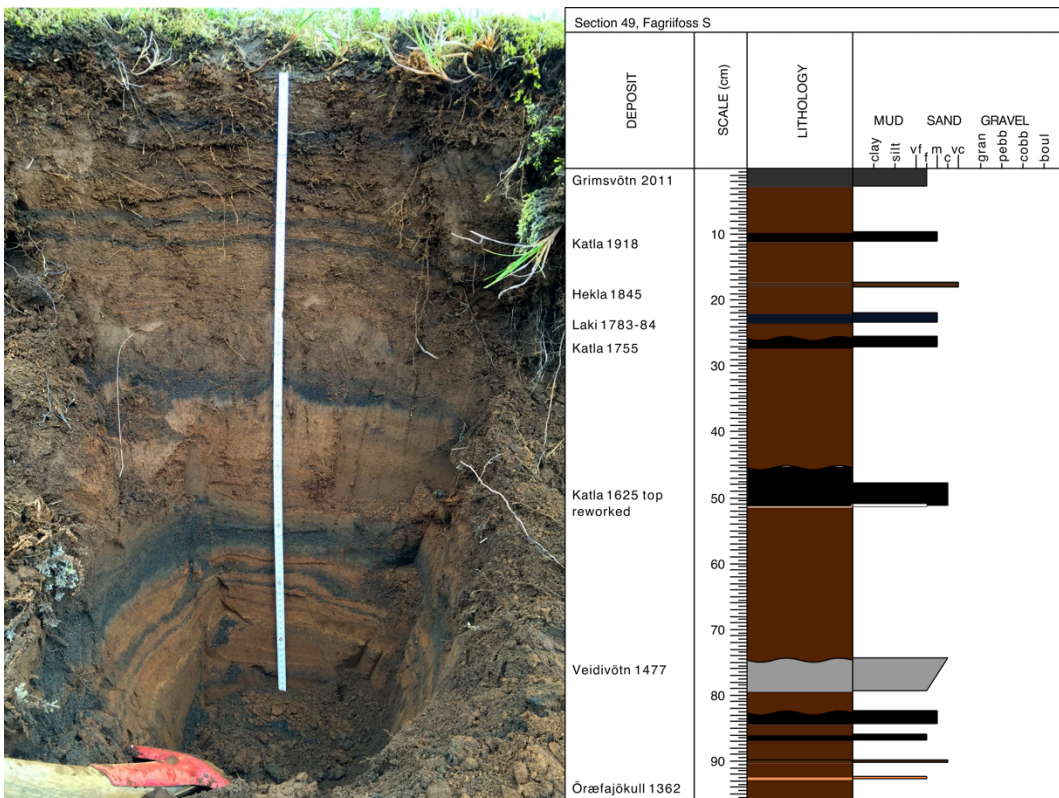 Section 49, Fagriifoss S
DEPOSIT
SCALE (cm)
LITHOLOGY
MUD SAND GRAVEL
clay
silt
vf
f
m
c
vc
gran
pebb
cobb
boul
Grimsvötn 2011
10
Katla 1918
Hekla 1845
20
Laki 1783-84
Katla 1755
30
40
Katla 1625 top
50
reworked
60
70
Veidivötn 1477
80
90
Öræfajökull 1362